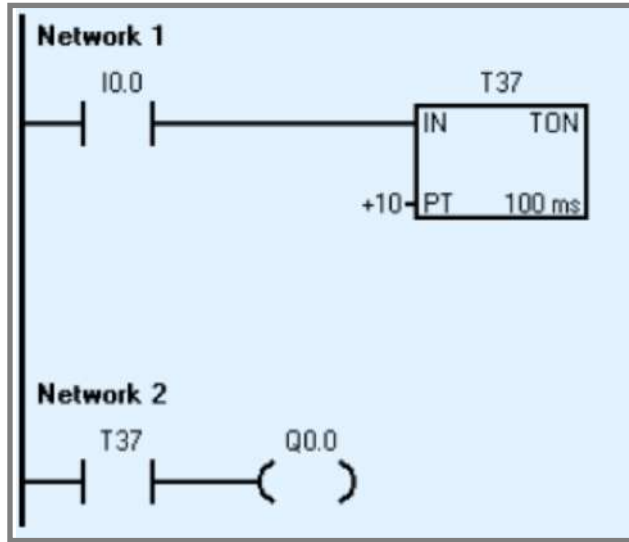 Network 1
I0.0
T37
IN TON
+10 PT 100 ms
Network 2
T37 Q0.0